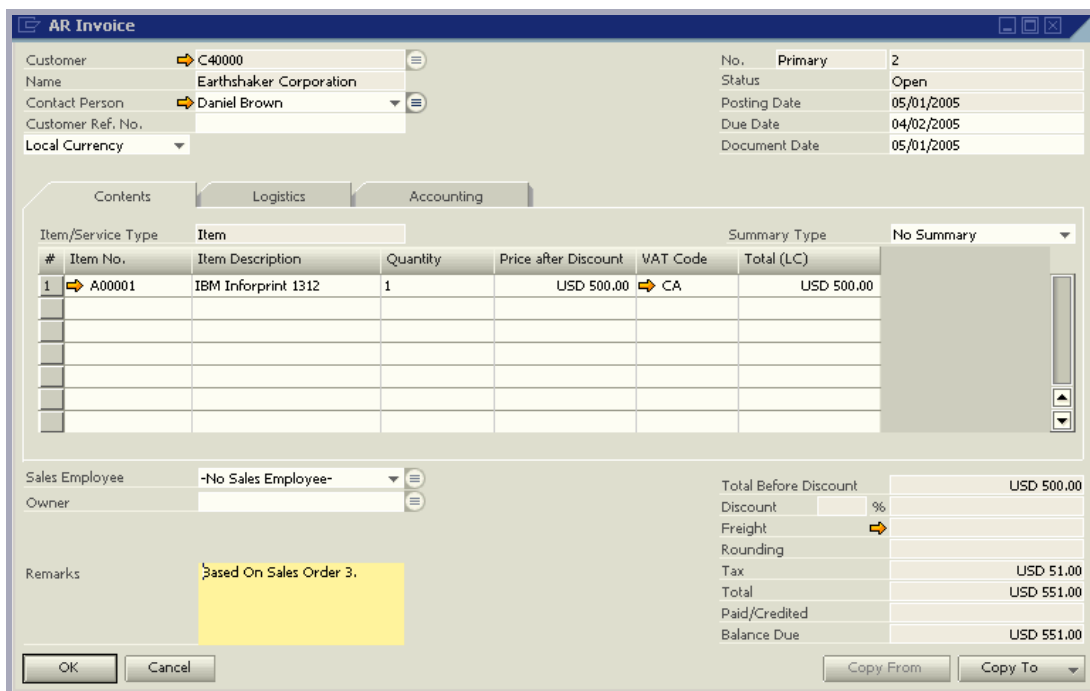 AR Invoice
Customer C40000
Name Earthshaker Corporation
Contact Person Daniel Brown
Customer Ref. No.
Local Currency
No. Primary 2
Status Open
Posting Date 05/01/2005
Due Date 04/02/2005
Document Date 05/01/2005
Contents Logistics Accounting
Item/Service Type Item Summary Type No Summary
# Item No. Item Description Quantity Price after Discount VAT Code Total (LC)
1 A00001 IBM Inforprint 1312 1 USD 500.00 CA USD 500.00
Sales Employee -No Sales Employee-
Owner
Remarks Based On Sales Order 3.
Total Before Discount USD 500.00
Discount %
Freight
Rounding
Tax USD 51.00
Total USD 551.00
Paid/Credited
Balance Due USD 551.00
OK Cancel Copy From Copy To